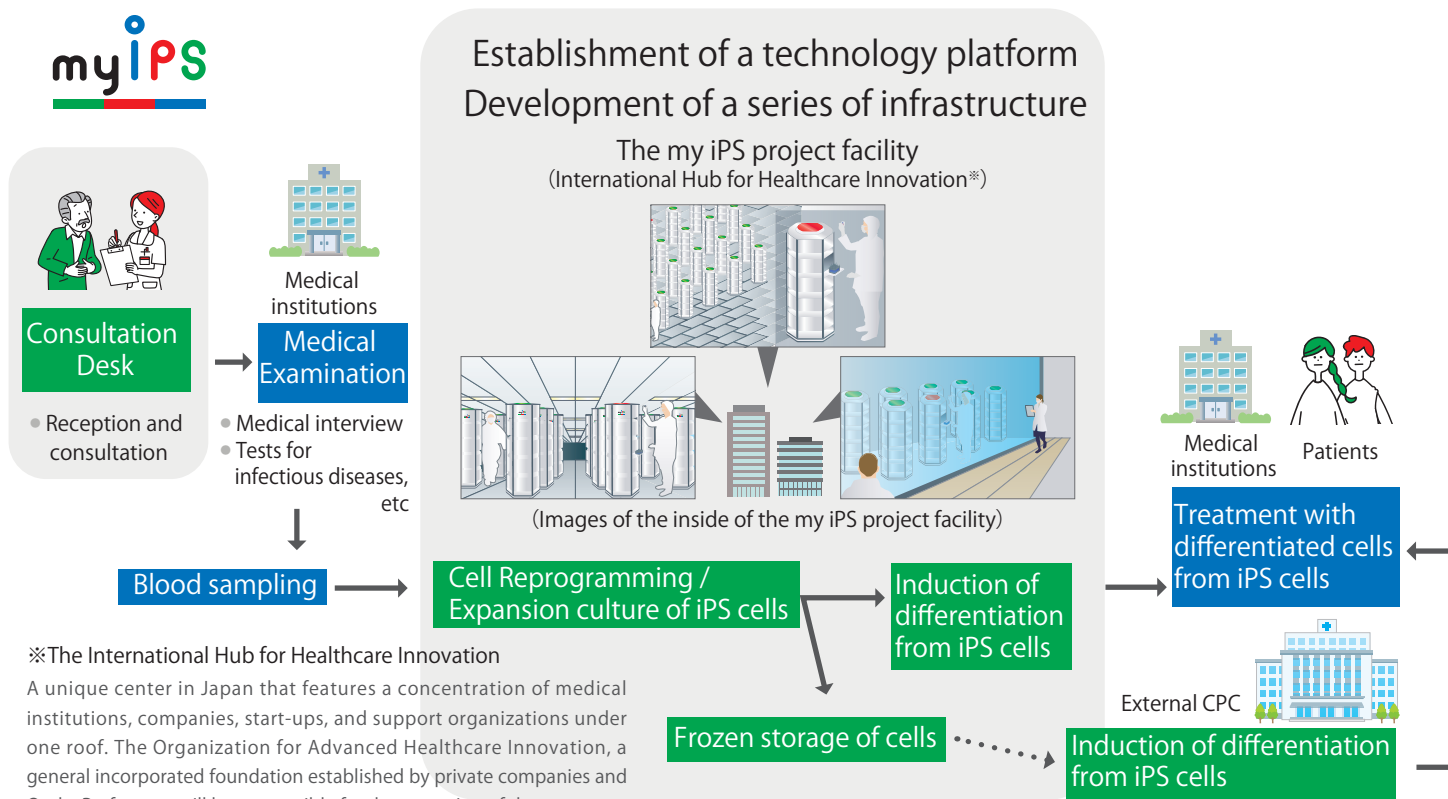 my iPS
Establishment of a technology platform
Development of a series of infrastructure
The my iPS project facility
(International Hub for Healthcare Innovation※)
Medical
institutions
Consultation
Desk
Medical
Examination
• Reception and
consultation
• Medical interview
• Tests for
infectious diseases,
etc
(Images of the inside of the my iPS project facility)
Medical
institutions
Patients
Blood sampling
Cell Reprogramming /
Expansion culture of iPS cells
Induction of
differentiation
from iPS cells
Treatment with
differentiated cells
from iPS cells
Frozen storage of cells
External CPC
Induction of differentiation
from iPS cells
※The International Hub for Healthcare Innovation
A unique center in Japan that features a concentration of medical
institutions, companies, start-ups, and support organizations under
one roof. The Organization for Advanced Healthcare Innovation, a
general incorporated foundation established by private companies and